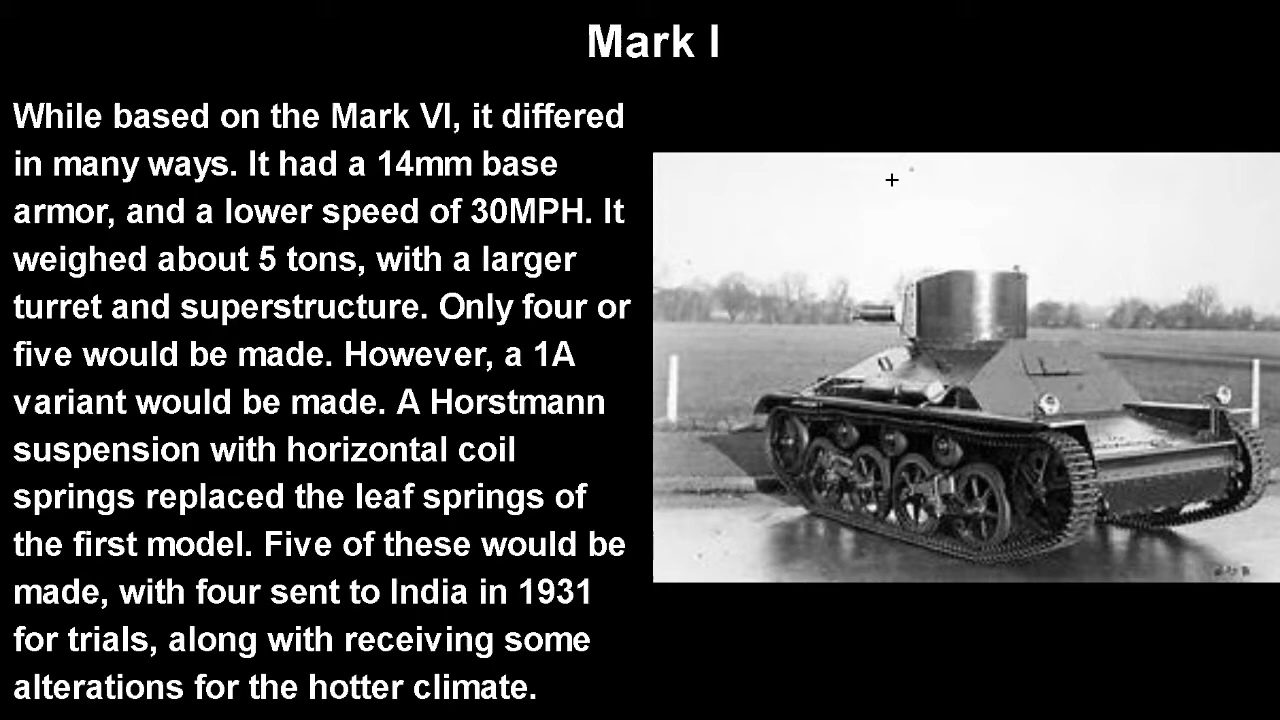 Mark I
While based on the Mark VI, it differed
in many ways. It had a 14mm base
armor, and a lower speed of 30MPH. It
weighed about 5 tons, with a larger
turret and superstructure. Only four or
five would be made. However, a 1A
variant would be made. A Horstmann
suspension with horizontal coil
springs replaced the leaf springs of
the first model. Five of these would be
made, with four sent to India in 1931
for trials, along with receiving some
alterations for the hotter climate.